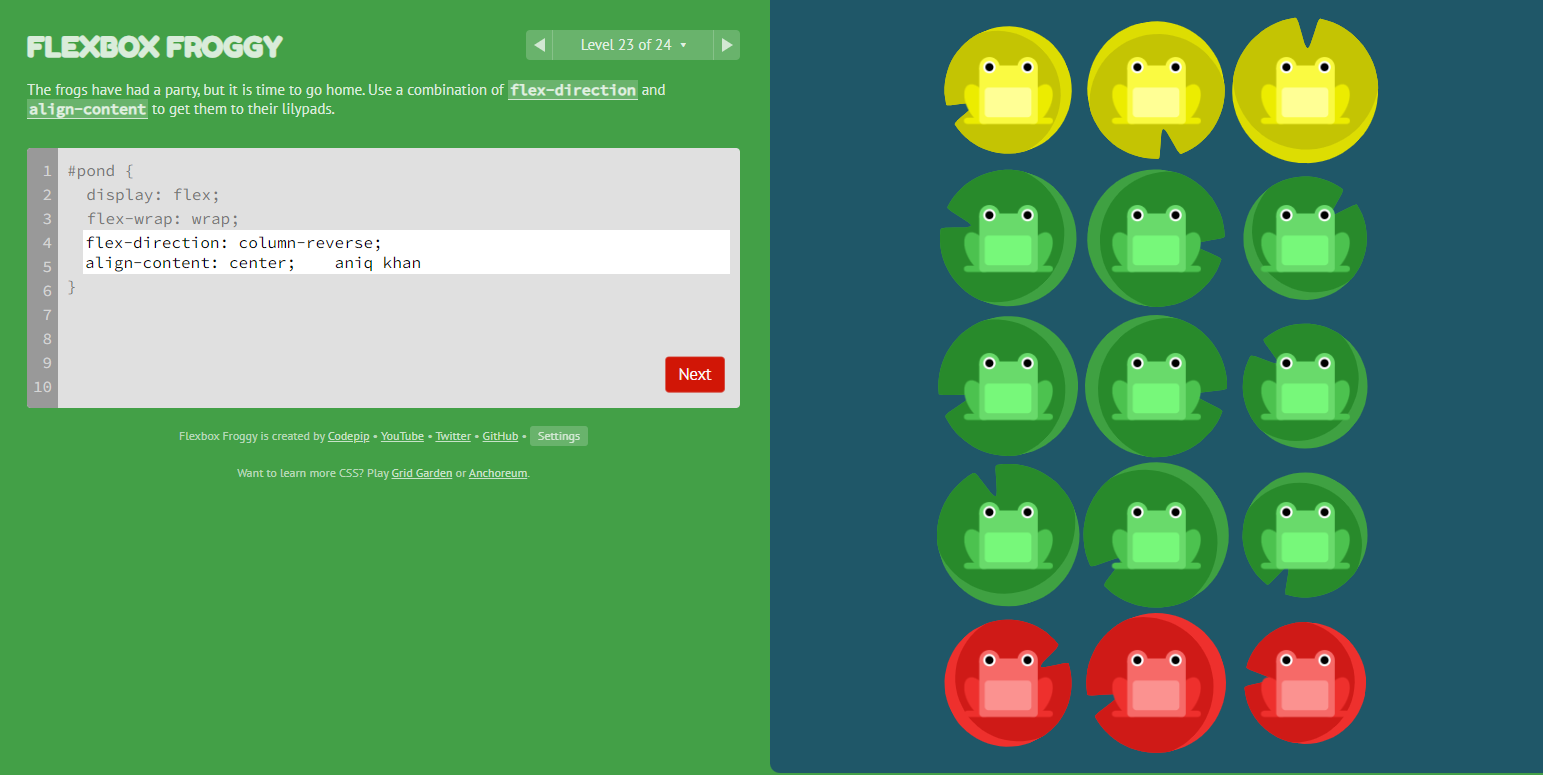 FLEXBOX FROGGY
◀ Level 23 of 24 ▾ ▶
The frogs have had a party, but it is time to go home. Use a combination of flex-direction and
align-content to get them to their lilypads.
1 #pond {
2 display: flex;
3 flex-wrap: wrap;
4 flex-direction: column-reverse;
5 align-content: center; aniq khan
6 }
7
8
9
10
Next
Flexbox Froggy is created by Codepip • YouTube • Twitter • GitHub • Settings
Want to learn more CSS? Play Grid Garden or Anchoreum.